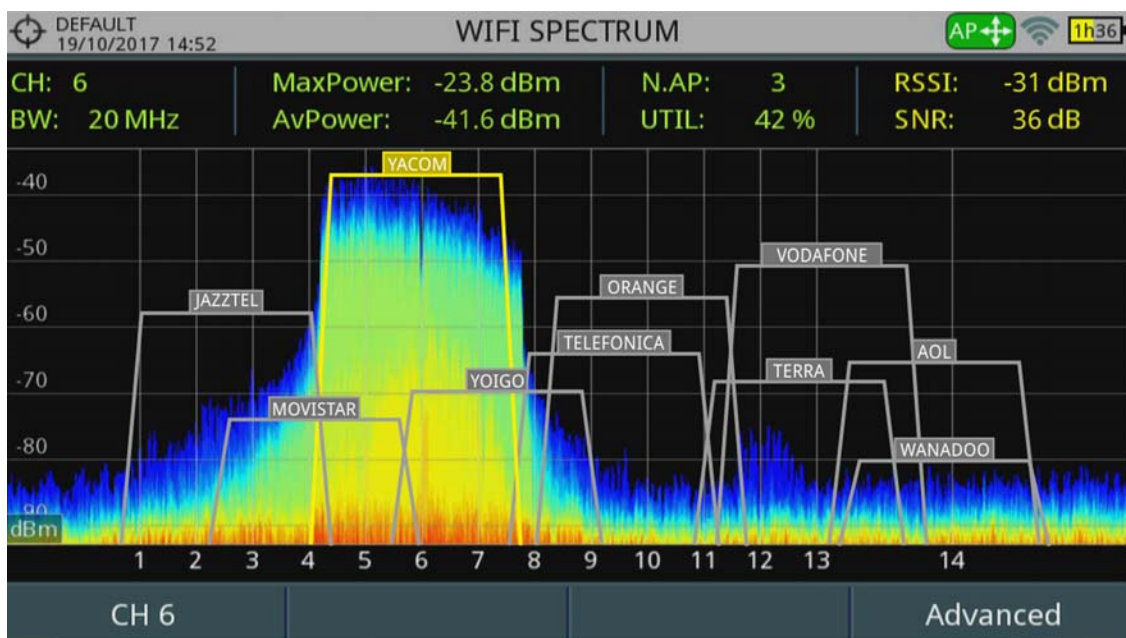 DEFAULT
19/10/2017 14:52
WIFI SPECTRUM
AP
1h36
CH: 6
MaxPower: -23.8 dBm
N.AP: 3
RSSI: -31 dBm
BW: 20 MHz
AvPower: -41.6 dBm
UTIL: 42 %
SNR: 36 dB
YACOM
-40
-50
VODAFONE
ORANGE
JAZZTEL
-60
TELEFONICA
AOL
TERRA
-70
YOIGO
MOVISTAR
-80
WANADOO
-90
dBm
1 2 3 4 5 6 7 8 9 10 11 12 13 14
CH 6
Advanced